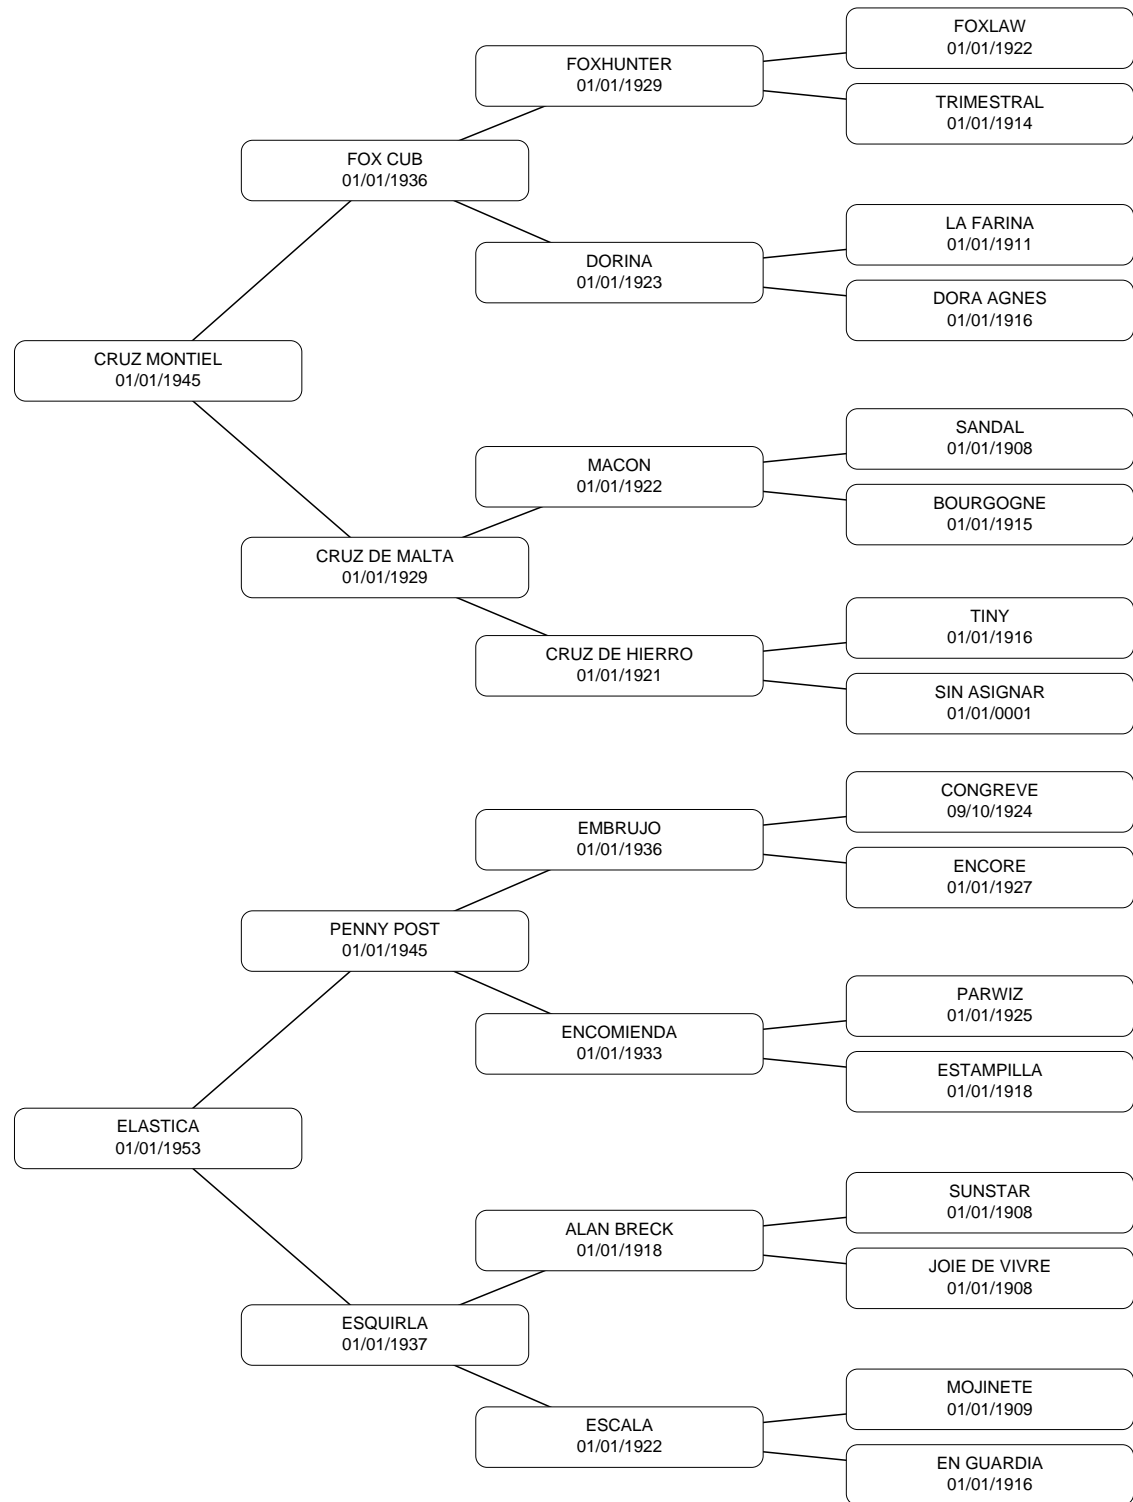 FOXLAW
01/01/1922
FOXHUNTER
01/01/1929
TRIMESTRAL
01/01/1914
FOX CUB
01/01/1936
LA FARINA
01/01/1911
DORINA
01/01/1923
DORA AGNES
01/01/1916
CRUZ MONTIEL
01/01/1945
SANDAL
01/01/1908
MACON
01/01/1922
BOURGOGNE
01/01/1915
CRUZ DE MALTA
01/01/1929
TINY
01/01/1916
CRUZ DE HIERRO
01/01/1921
SIN ASIGNAR
01/01/0001
CONGREVE
09/10/1924
EMBRUJO
01/01/1936
ENCORE
01/01/1927
PENNY POST
01/01/1945
PARWIZ
01/01/1925
ENCOMIENDA
01/01/1933
ESTAMPILLA
01/01/1918
ELASTICA
01/01/1953
SUNSTAR
01/01/1908
ALAN BRECK
01/01/1918
JOIE DE VIVRE
01/01/1908
ESQUIRLA
01/01/1937
MOJINETE
01/01/1909
ESCALA
01/01/1922
EN GUARDIA
01/01/1916